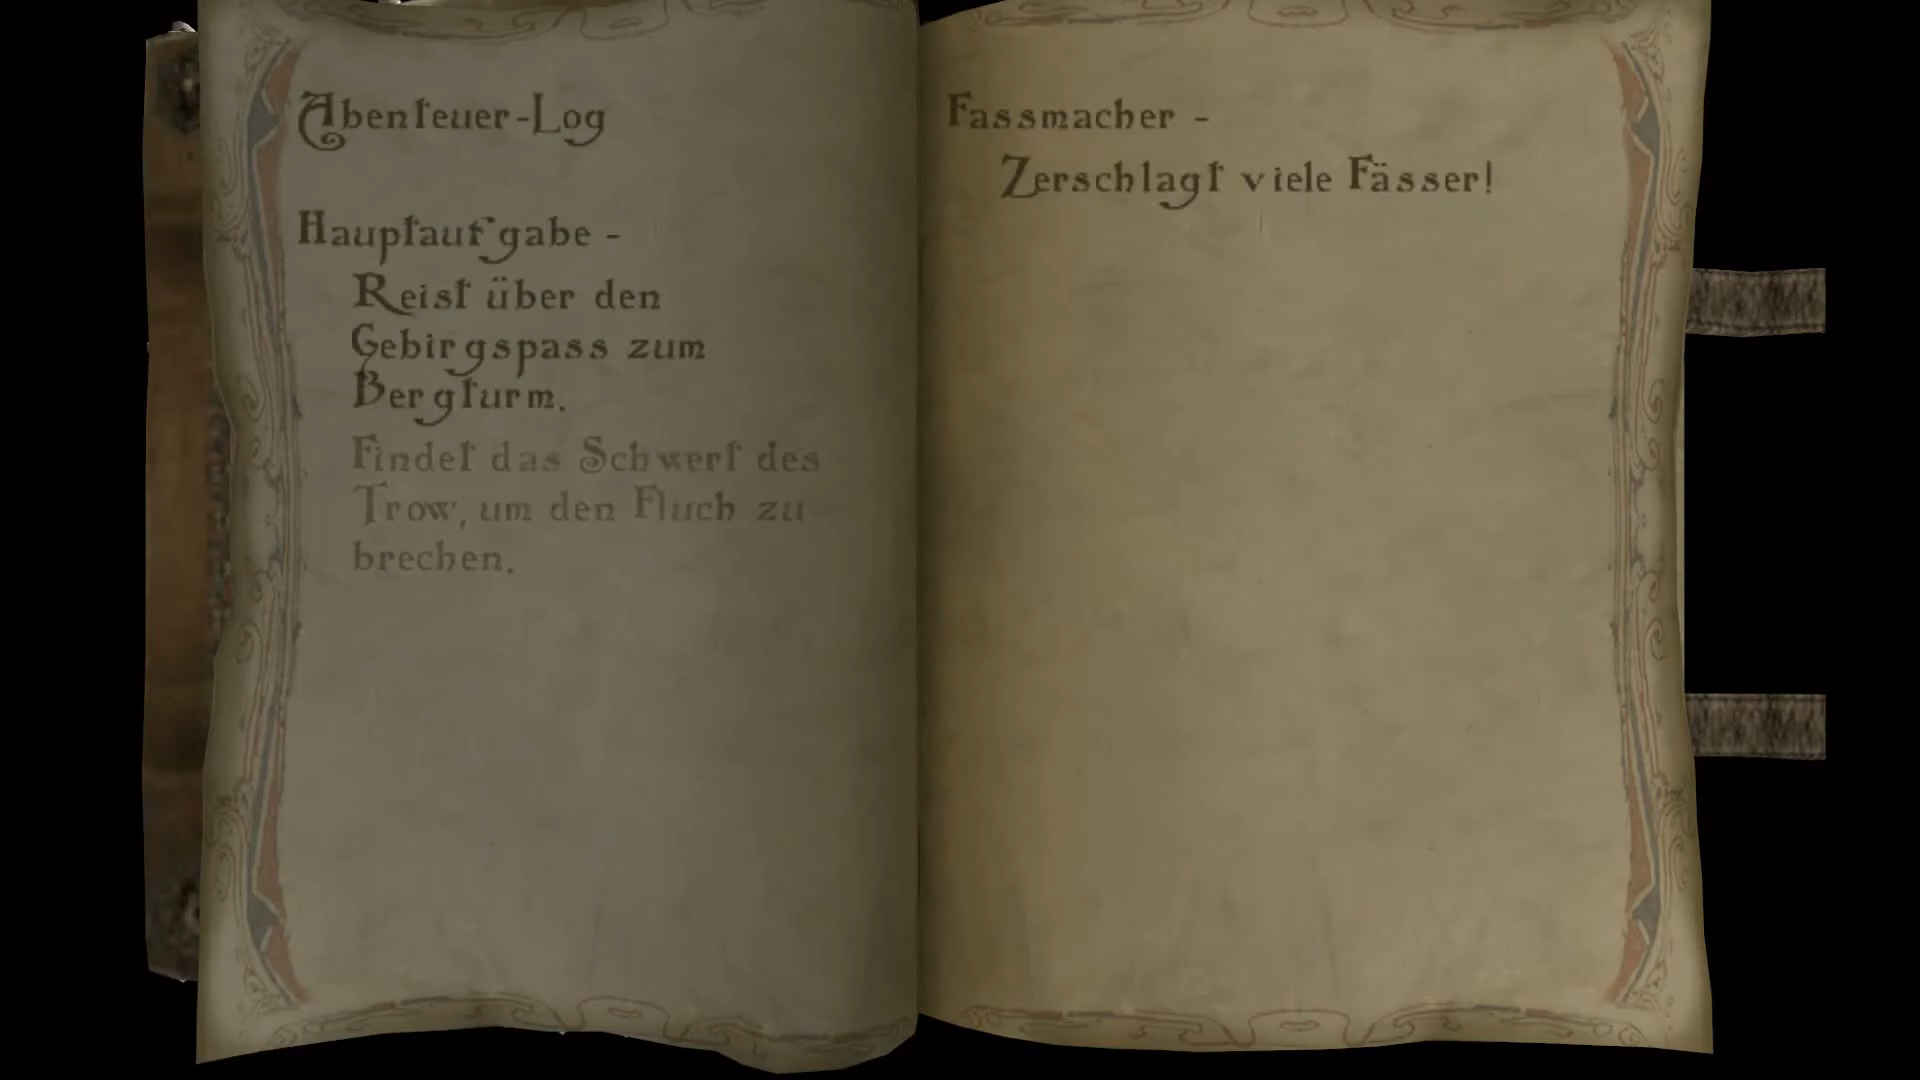 Abenteuer-Log
Hauptaufgabe -
Reist über den
Gebirgspass zum
Bergturm.
Findet das Schwert des
Trow, um den Fluch zu
brechen.
Fassmacher -
Zerschlagt viele Fässer!